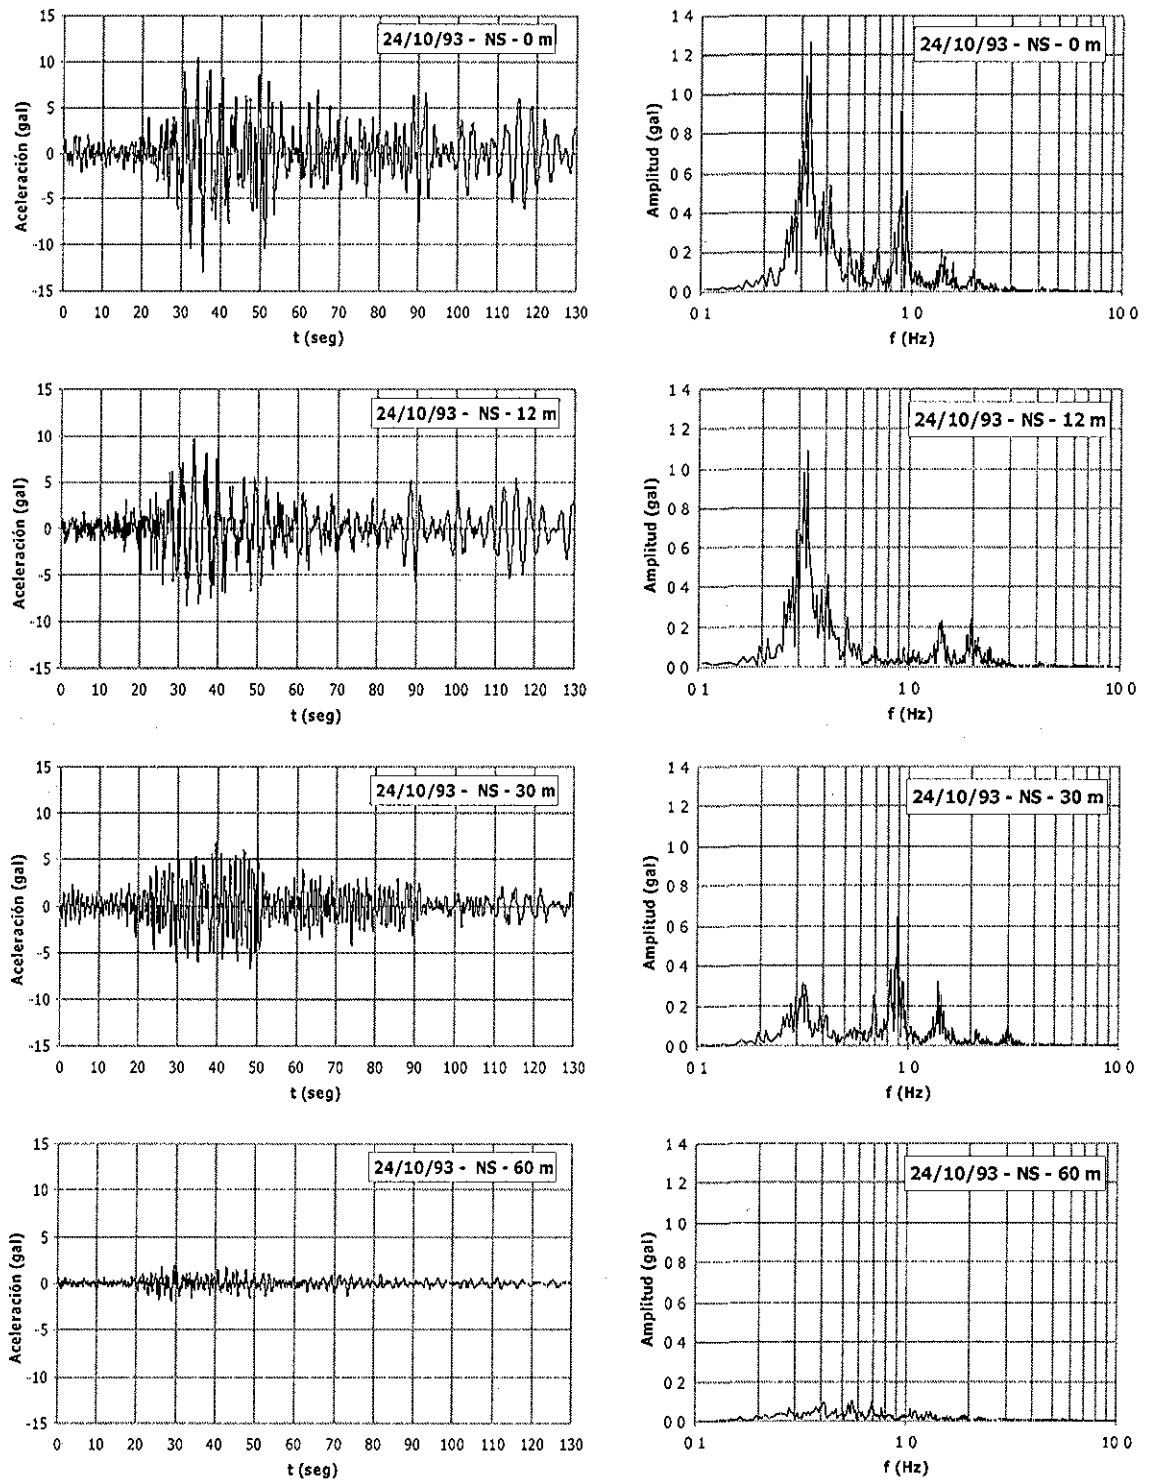 24/10/93 - NS - 0 m
Aceleración (gal)
15
10
5
0
-5
-10
-15
0 10 20 30 40 50 60 70 80 90 100 110 120 130
t (seg)
24/10/93 - NS - 0 m
Amplitud (gal)
1 4
1 2
1 0
0 8
0 6
0 4
0 2
0 0
0 1 1 0 10 0
f (Hz)
24/10/93 - NS - 12 m
Aceleración (gal)
15
10
5
0
-5
-10
-15
0 10 20 30 40 50 60 70 80 90 100 110 120 130
t (seg)
24/10/93 - NS - 12 m
Amplitud (gal)
1 4
1 2
1 0
0 8
0 6
0 4
0 2
0 0
0 1 1 0 10 0
f (Hz)
24/10/93 - NS - 30 m
Aceleración (gal)
15
10
5
0
-5
-10
-15
0 10 20 30 40 50 60 70 80 90 100 110 120 130
t (seg)
24/10/93 - NS - 30 m
Amplitud (gal)
1 4
1 2
1 0
0 8
0 6
0 4
0 2
0 0
0 1 1 0 10 0
f (Hz)
24/10/93 - NS - 60 m
Aceleración (gal)
15
10
5
0
-5
-10
-15
0 10 20 30 40 50 60 70 80 90 100 110 120 130
t (seg)
24/10/93 - NS - 60 m
Amplitud (gal)
1 4
1 2
1 0
0 8
0 6
0 4
0 2
0 0
0 1 1 0 10 0
f (Hz)